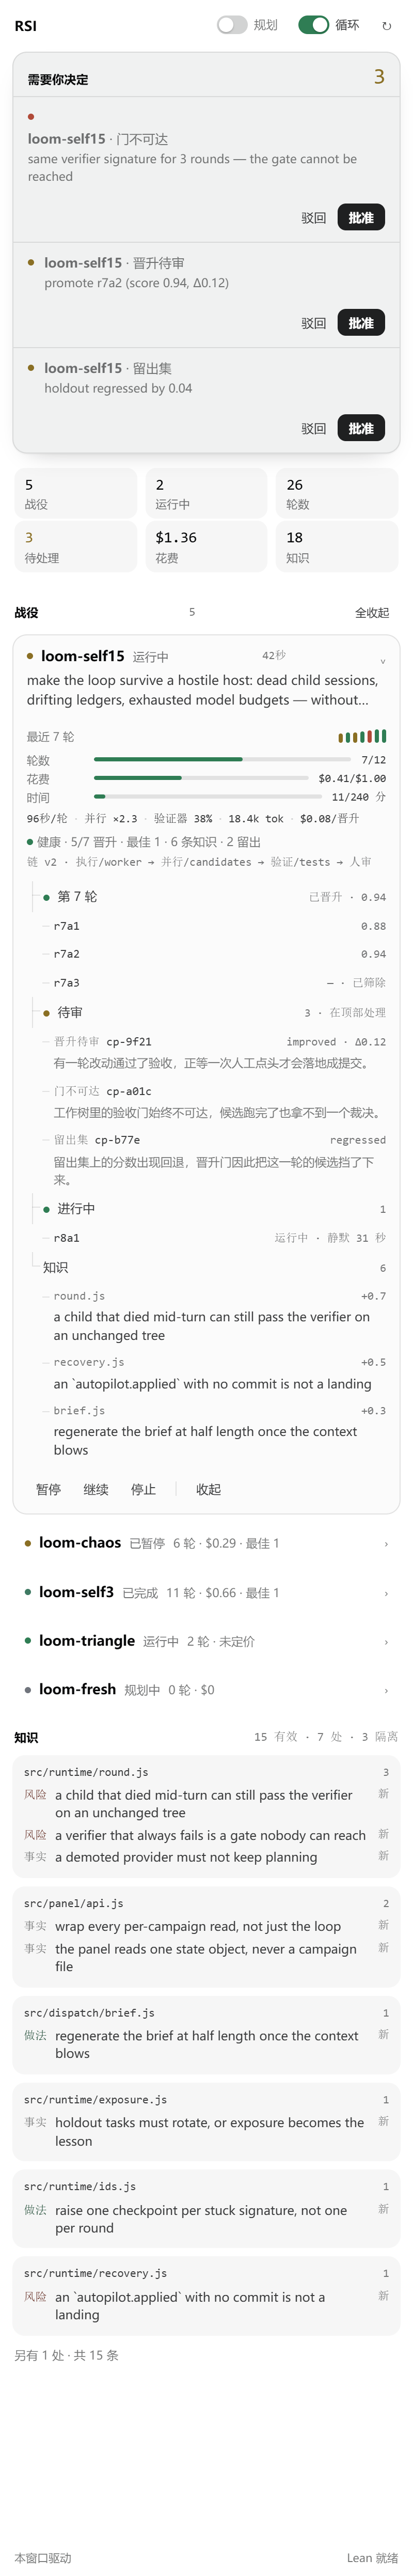 RSI 规划 循环 ↻
需要你决定 3
loom-self15 · 门不可达
same verifier signature for 3 rounds — the gate cannot be
reached
驳回 批准
loom-self15 · 晋升待审
promote r7a2 (score 0.94, Δ0.12)
驳回 批准
loom-self15 · 留出集
holdout regressed by 0.04
驳回 批准
5 2 26
战役 运行中 轮数
3 $1.36 18
待处理 花费 知识
战役 5 全收起
loom-self15 运行中 42秒
make the loop survive a hostile host: dead child sessions,
drifting ledgers, exhausted model budgets — without...
最近 7 轮
轮数 7/12
花费 $0.41/$1.00
时间 11/240 分
96秒/轮 · 并行 ×2.3 · 验证器 38% · 18.4k tok · $0.08/晋升
健康 · 5/7 晋升 · 最佳 1 · 6 条知识 · 2 留出
链 v2 · 执行/worker → 并行/candidates → 验证/tests → 人审
第 7 轮 已晋升 · 0.94
r7a1 0.88
r7a2 0.94
r7a3 — · 已筛除
待审 3 · 在顶部处理
晋升待审 cp-9f21 improved · Δ0.12
有一轮改动通过了验收，正等一次人工点头才会落地成提交。
门不可达 cp-a01c
工作树里的验收门始终不可达，候选跑完了也拿不到一个裁决。
留出集 cp-b77e regressed
留出集上的分数出现回退，晋升门因此把这一轮的候选挡了下
来。
进行中 1
r8a1 运行中 · 静默 31 秒
知识 6
round.js +0.7
a child that died mid-turn can still pass the verifier on
an unchanged tree
recovery.js +0.5
an `autopilot.applied` with no commit is not a landing
brief.js +0.3
regenerate the brief at half length once the context
blows
暂停 继续 停止 收起
loom-chaos 已暂停 6 轮 · $0.29 · 最佳 1 ›
loom-self3 已完成 11 轮 · $0.66 · 最佳 1 ›
loom-triangle 运行中 2 轮 · 未定价 ›
loom-fresh 规划中 0 轮 · $0 ›
知识 15 有效 · 7 处 · 3 隔离
src/runtime/round.js 3
风险 a child that died mid-turn can still pass the verifier 新
on an unchanged tree
风险 a verifier that always fails is a gate nobody can reach 新
事实 a demoted provider must not keep planning 新
src/panel/api.js 2
事实 wrap every per-campaign read, not just the loop 新
事实 the panel reads one state object, never a campaign 新
file
src/dispatch/brief.js 1
做法 regenerate the brief at half length once the context 新
blows
src/runtime/exposure.js 1
事实 holdout tasks must rotate, or exposure becomes the 新
lesson
src/runtime/ids.js 1
做法 raise one checkpoint per stuck signature, not one 新
per round
src/runtime/recovery.js 1
风险 an `autopilot.applied` with no commit is not a 新
landing
另有 1 处 · 共 15 条
本窗口驱动 Lean 就绪